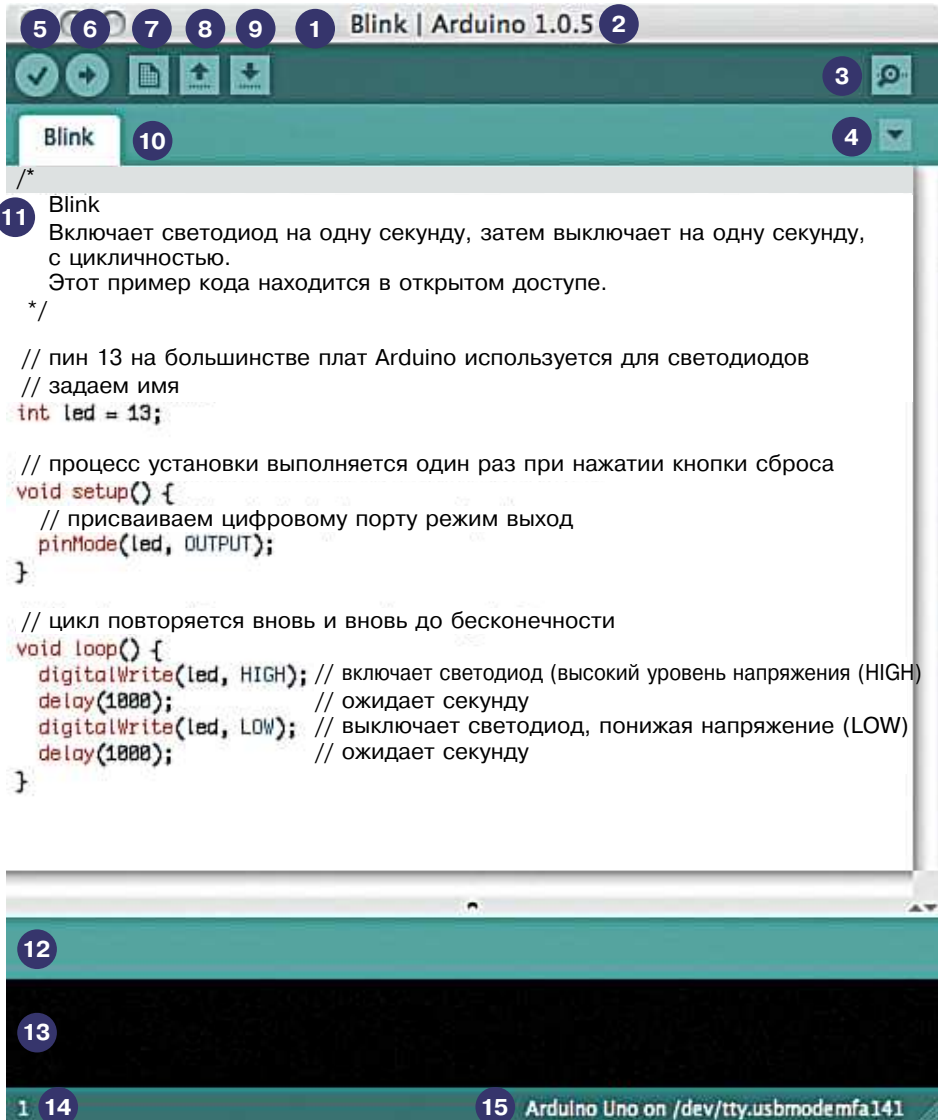 5 6 7 8 9 1 Blink | Arduino 1.0.5 2
3
Blink 10 4
/*
11 Blink
Включает светодиод на одну секунду, затем выключает на одну секунду,
с цикличностью.
Этот пример кода находится в открытом доступе.
*/
// пин 13 на большинстве плат Arduino используется для светодиодов
// задаем имя
int led = 13;
// процесс установки выполняется один раз при нажатии кнопки сброса
void setup() {
// присваиваем цифровому порту режим выход
pinMode(led, OUTPUT);
}
// цикл повторяется вновь и вновь до бесконечности
void loop() {
digitalWrite(led, HIGH); // включает светодиод (высокий уровень напряжения (HIGH)
delay(1000); // ожидает секунду
digitalWrite(led, LOW); // выключает светодиод, понижая напряжение (LOW)
delay(1000); // ожидает секунду
}
12
13
1 14 15 Arduino Uno on /dev/tty.usbmodemfa141